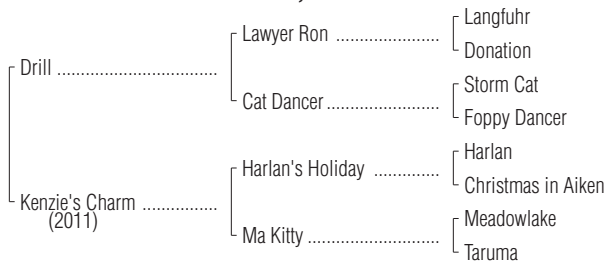 Langfuhr
Lawyer Ron ....................
Donation
Drill ................................
Storm Cat
Cat Dancer ......................
Foppy Dancer
Harlan
Harlan's Holiday .............
Christmas in Aiken
Kenzie's Charm ...............
(2011)
Meadowlake
Ma Kitty ..........................
Taruma